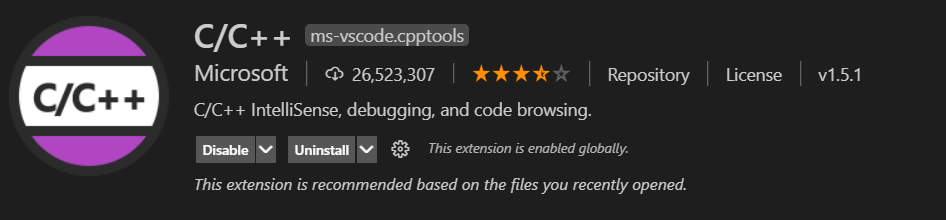 C/C++
C/C++ ms-vscode.cpptools
Microsoft 26,523,307 Repository License v1.5.1
C/C++ IntelliSense, debugging, and code browsing.
Disable Uninstall This extension is enabled globally.
This extension is recommended based on the files you recently opened.